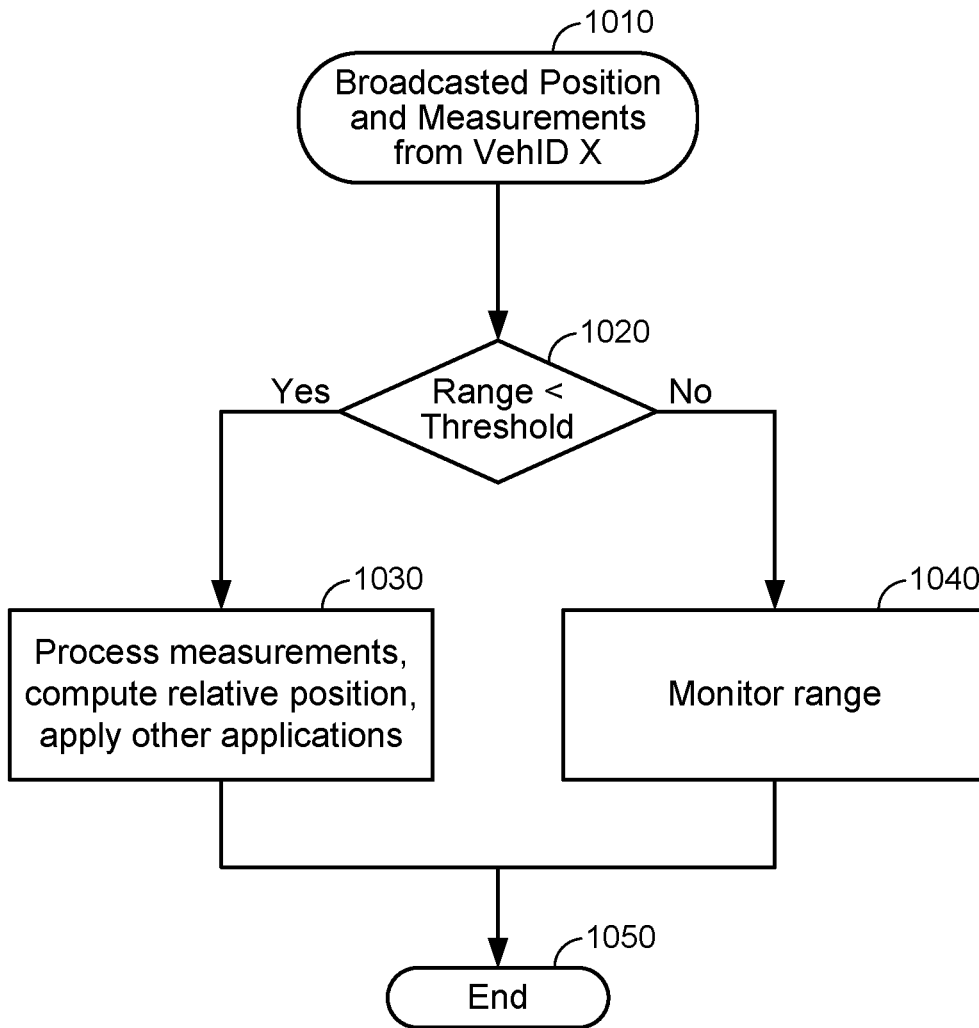 1010
Broadcasted Position
and Measurements
from VehID X
1020
Yes
Range <
Threshold
No
1030
Process measurements,
compute relative position,
apply other applications
1040
Monitor range
1050
End